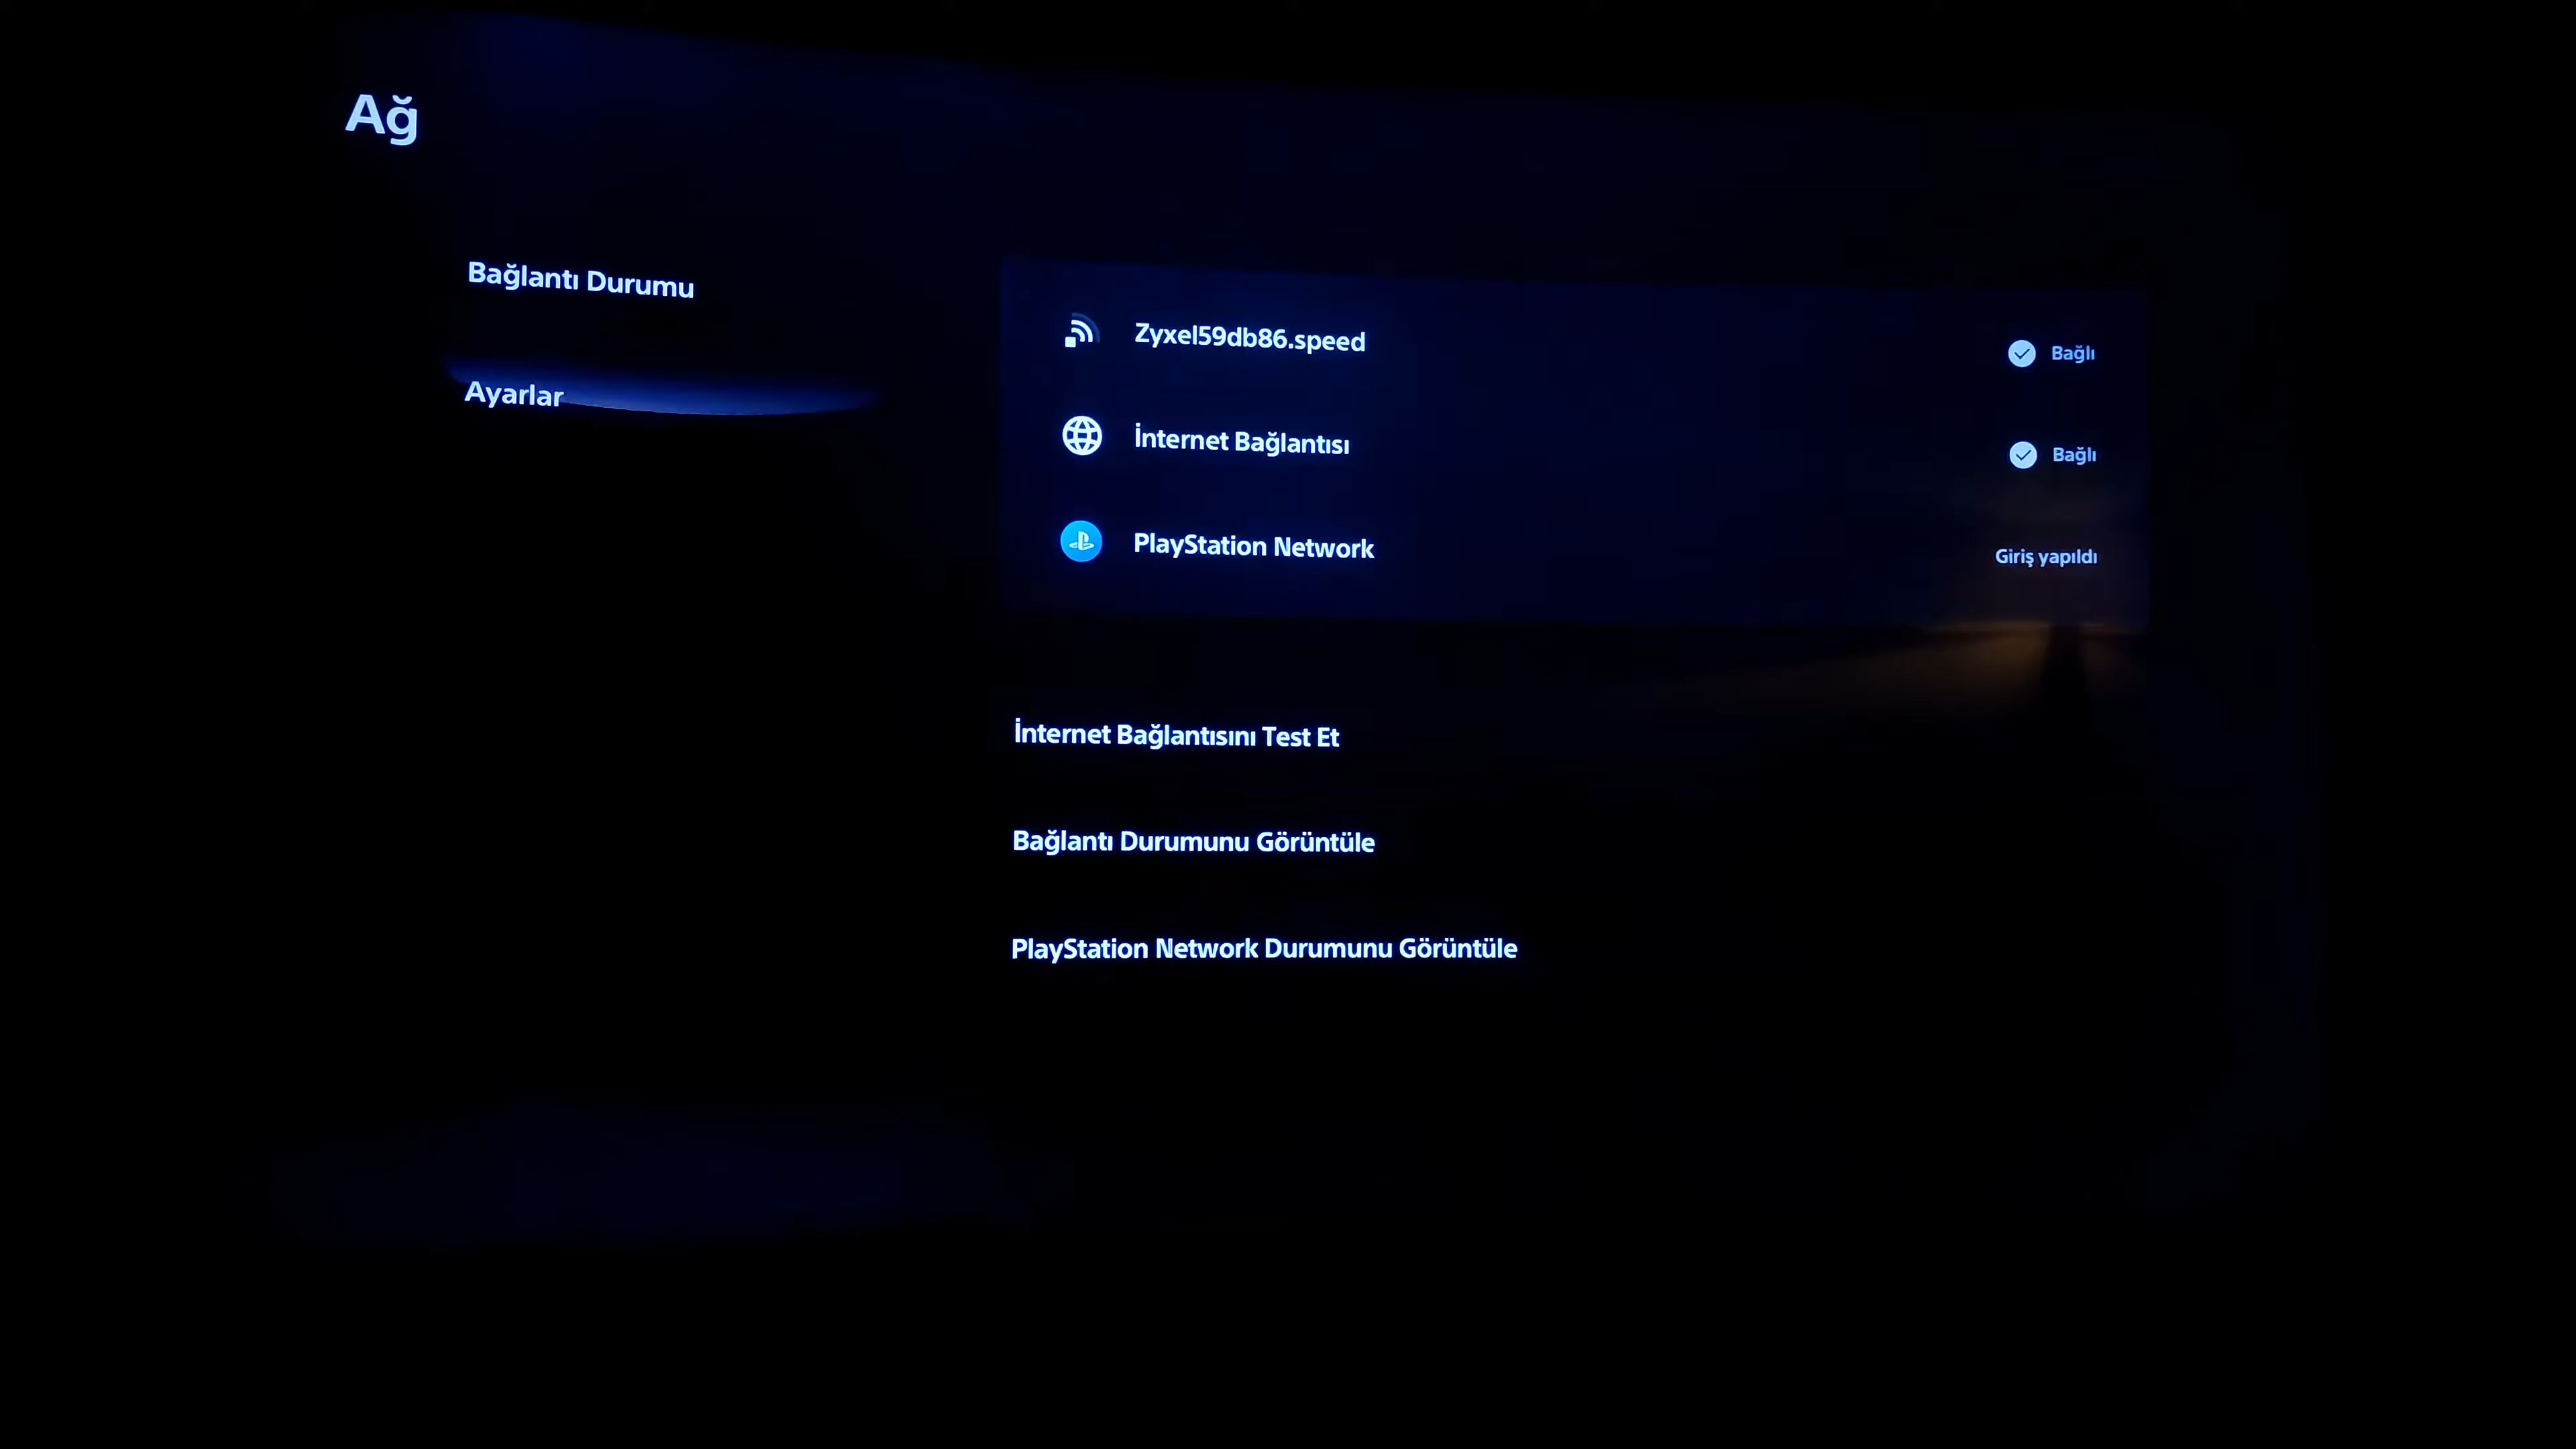 Ağ
Bağlantı Durumu
Ayarlar
Zyxel59db86.speed
Bağlı
İnternet Bağlantısı
Bağlı
PlayStation Network
Giriş yapıldı
İnternet Bağlantısını Test Et
Bağlantı Durumunu Görüntüle
PlayStation Network Durumunu Görüntüle